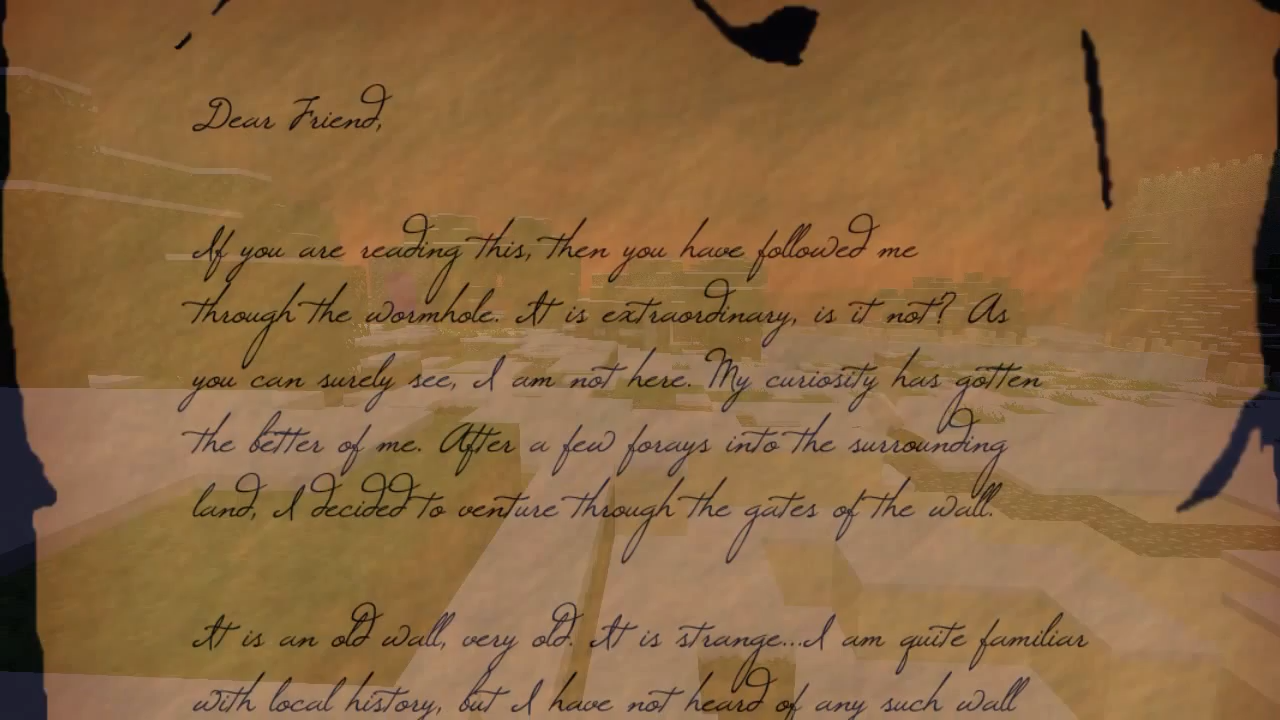 Dear Friend,
If you are reading this, then you have followed me
through the wormhole. It is extraordinary, is it not? As
you can surely see, I am not here. My curiosity has gotten
the better of me. After a few forays into the surrounding
land, I decided to venture through the gates of the wall.
It is an old wall, very old. It is strange...I am quite familiar
with local history, but I have not heard of any such wall